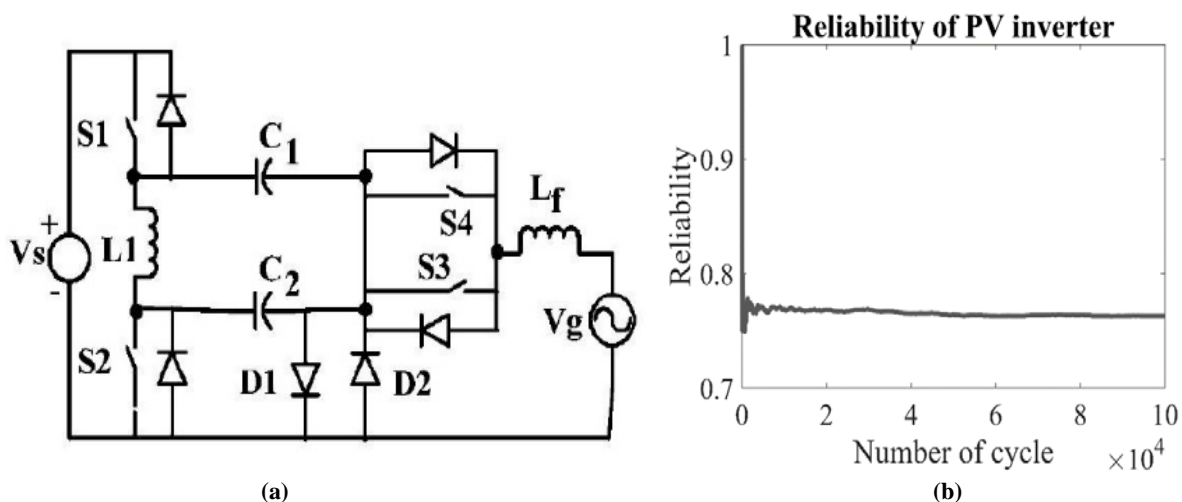 S1
C1
+
Vs
-
L1
S4
Lf
C2
S3
Vg
S2
D1
D2
(a)
Reliability of PV inverter
Reliability
1
0.9
0.8
0.7
0 2 4 6 8 10
Number of cycle ×10^4
(b)